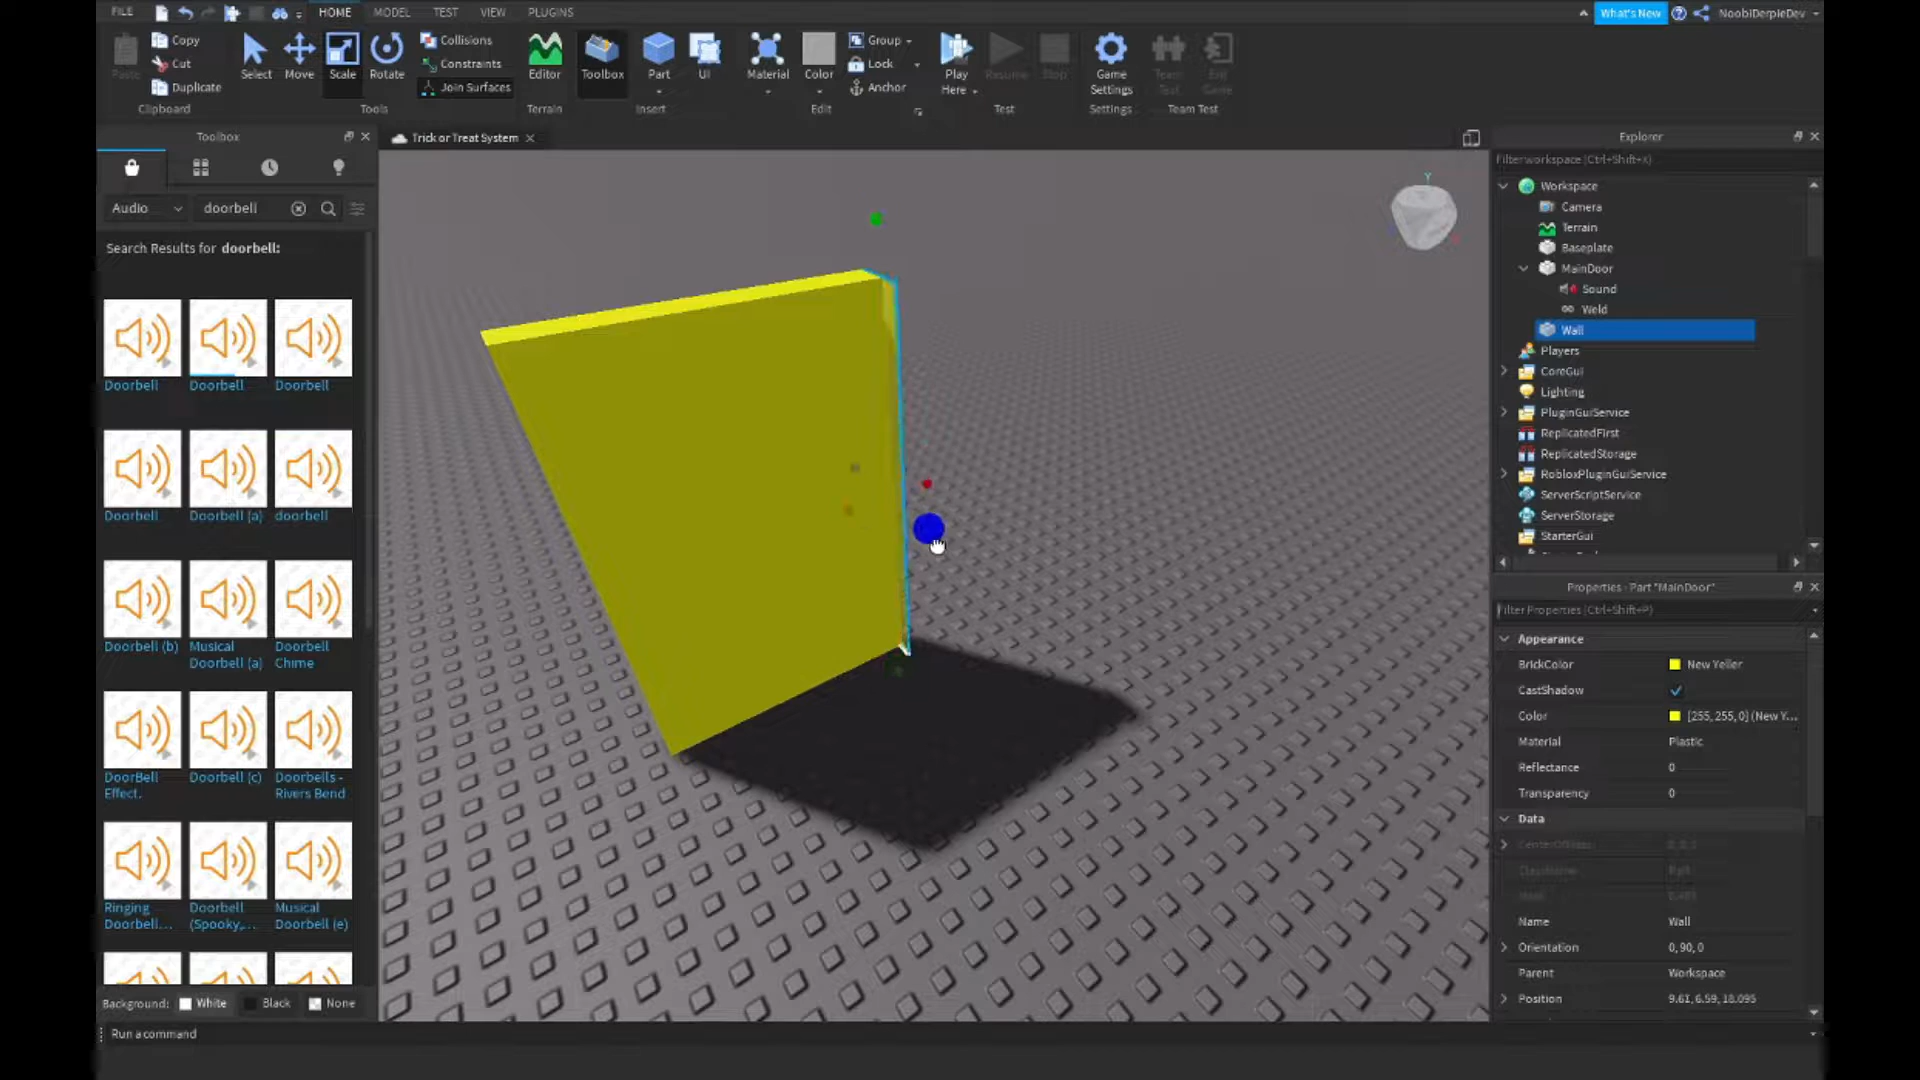 FILE HOME MODEL TEST VIEW PLUGINS What's New NoobiDerpieDev
Paste Copy Cut Duplicate
Clipboard
Select Move Scale Rotate
Collisions Constraints Join Surfaces
Tools
Editor
Terrain
Toolbox Part UI
Insert
Material Color Group Lock Anchor
Edit
Play Here Resume Stop
Test
Game Settings
Settings
Team Test
Team Test
Toolbox
Audio doorbell
Search Results for doorbell:
Doorbell Doorbell Doorbell
Doorbell Doorbell (a) doorbell
Doorbell (b) Musical Doorbell (a) Doorbell Chime
DoorBell Effect. Doorbell (c) Doorbells - Rivers Bend
Ringing Doorbell... Doorbell (Spooky,... Musical Doorbell (e)
Background: White Black None
Run a command
Trick or Treat System
Y
Explorer
Filter workspace (Ctrl+Shift+X)
Workspace
Camera
Terrain
Baseplate
MainDoor
Sound
Weld
Wall
Players
CoreGui
Lighting
PluginGuiService
ReplicatedFirst
ReplicatedStorage
RobloxPluginGuiService
ServerScriptService
ServerStorage
StarterGui
Properties - Part "MainDoor"
Filter Properties (Ctrl+Shift+P)
Appearance
BrickColor New Yeller
CastShadow
Color [255, 255, 0] (New Y...
Material Plastic
Reflectance 0
Transparency 0
Data
Name Wall
Orientation 0, 90, 0
Parent Workspace
Position 9.61, 6.59, 18.095